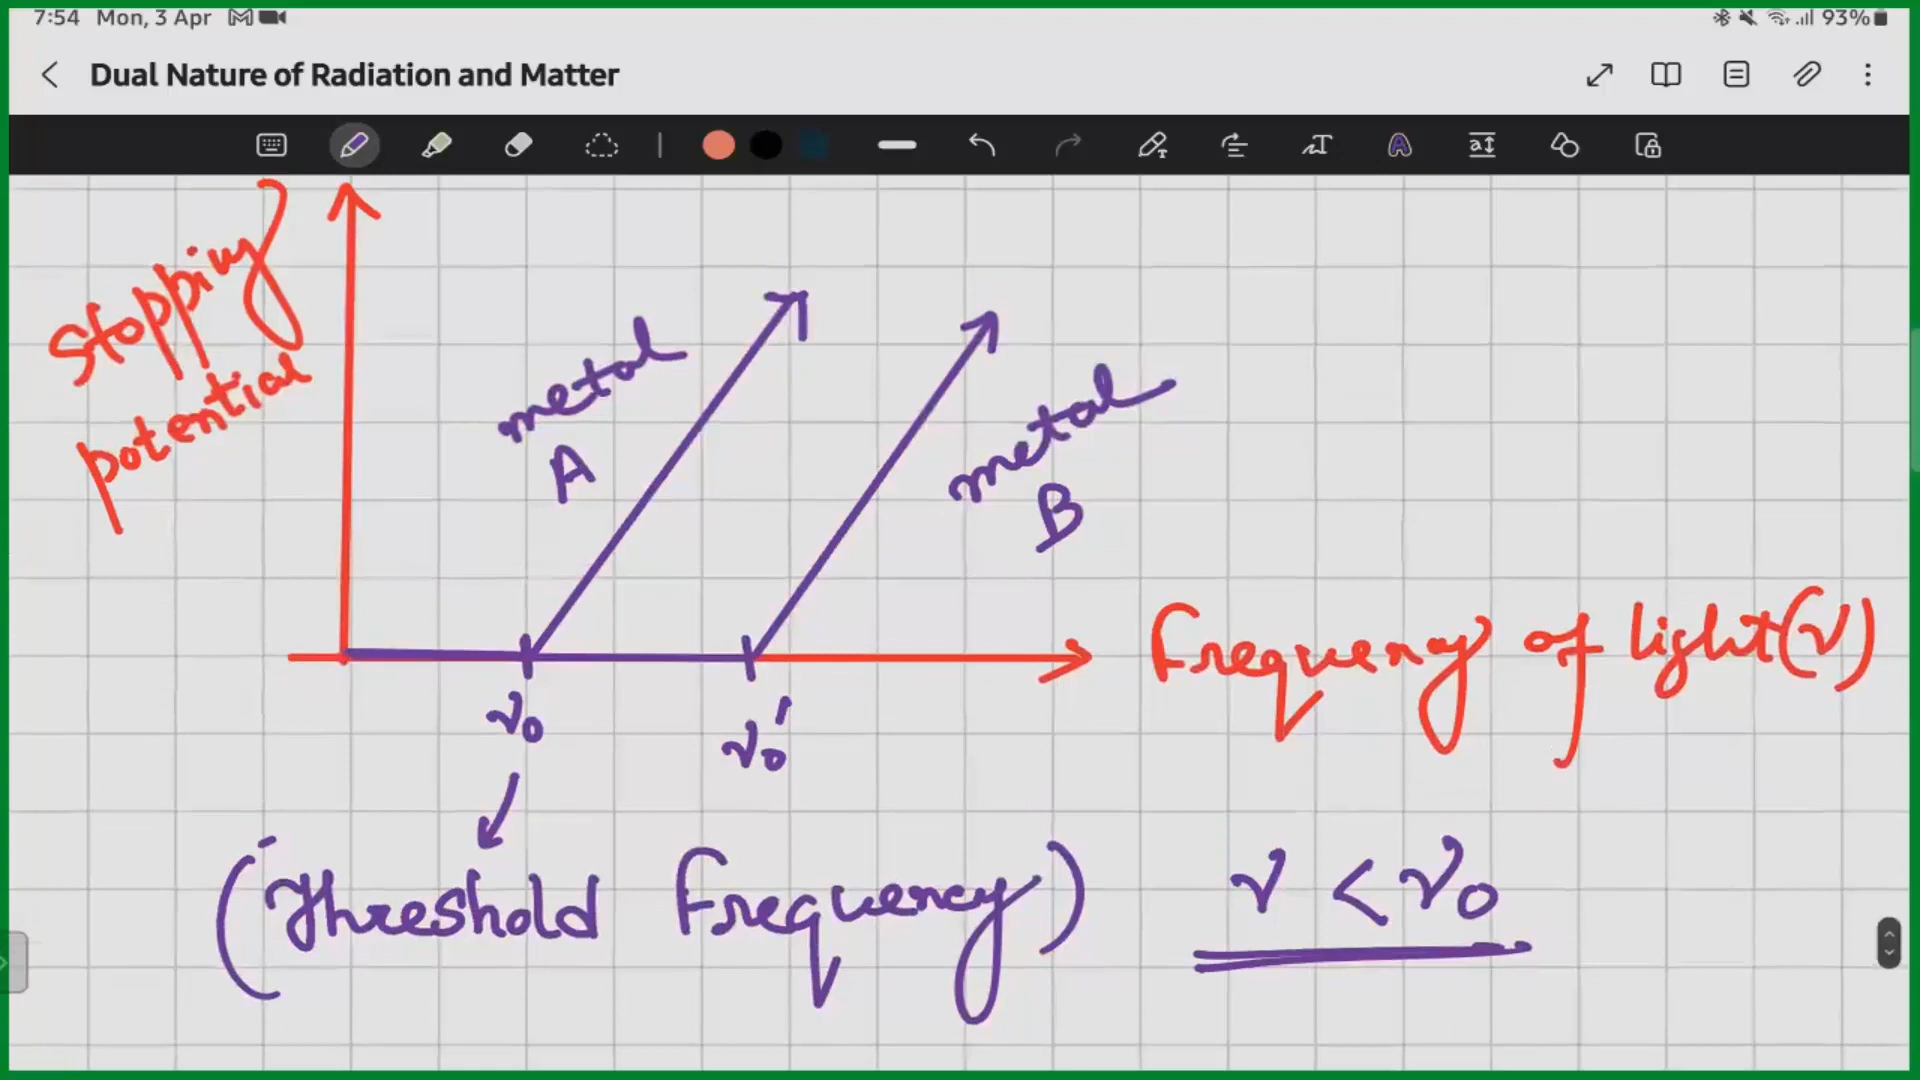 7:54 Mon, 3 Apr
93%
Dual Nature of Radiation and Matter
Stopping
potential
metal
A
metal
B
Frequency of light(ν)
ν₀
ν₀'
(Threshold Frequency)
ν < ν₀